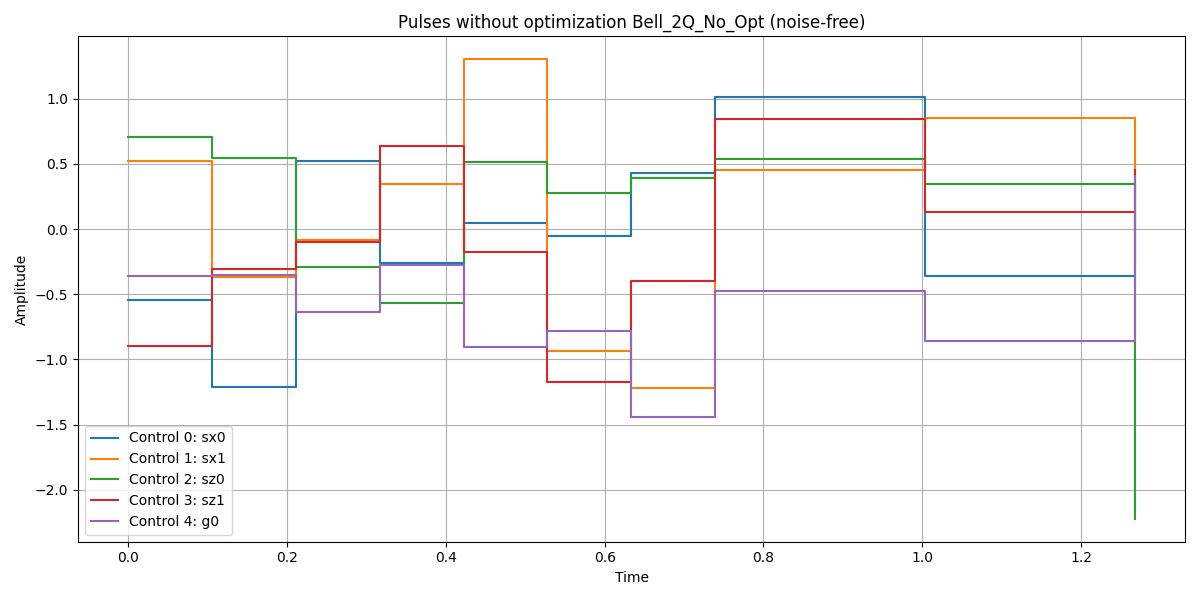 Pulses without optimization Bell_2Q_No_Opt (noise-free)
Amplitude
1.0
0.5
0.0
−0.5
−1.0
−1.5
−2.0
Control 0: sx0
Control 1: sx1
Control 2: sz0
Control 3: sz1
Control 4: g0
0.0 0.2 0.4 0.6 0.8 1.0 1.2
Time